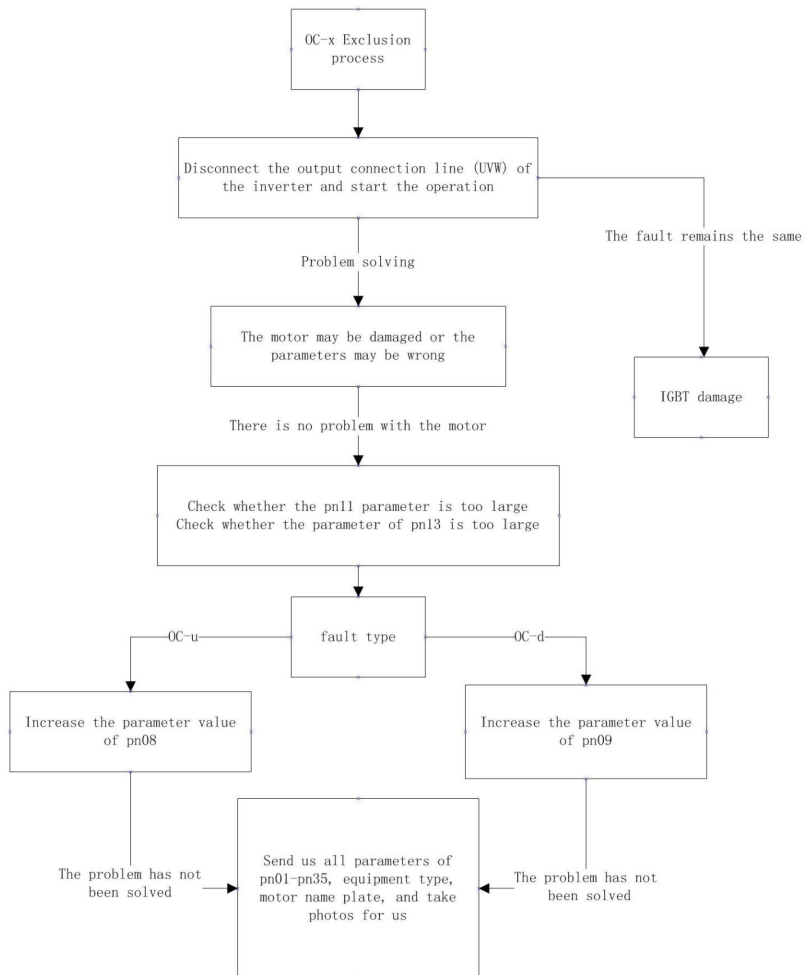 OC-x Exclusion
process
Disconnect the output connection line (UVW) of
the inverter and start the operation
The fault remains the same
Problem solving
The motor may be damaged or the
parameters may be wrong
IGBT damage
There is no problem with the motor
Check whether the pn11 parameter is too large
Check whether the parameter of pn13 is too large
OC-u
fault type
OC-d
Increase the parameter value
of pn08
Increase the parameter value
of pn09
The problem has not
been solved
Send us all parameters of
pn01-pn35, equipment type,
motor name plate, and take
photos for us
The problem has not
been solved